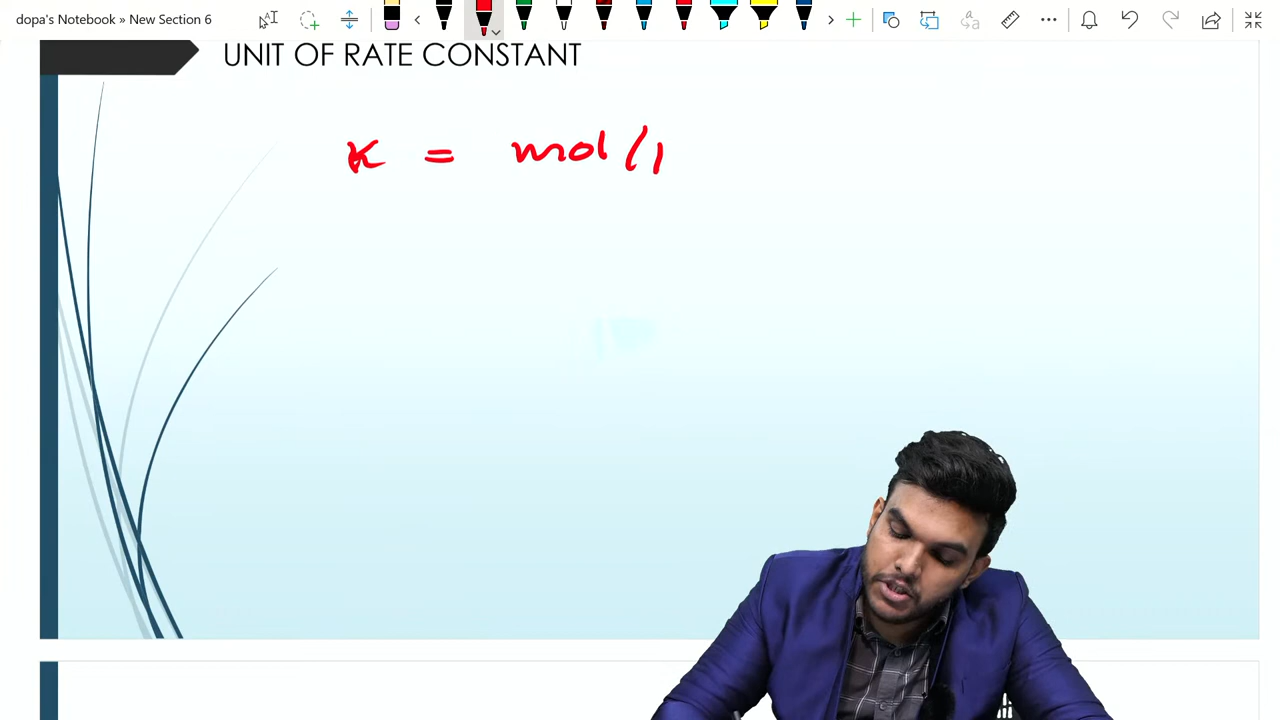 dopa's Notebook » New Section 6
UNIT OF RATE CONSTANT
K = mol /